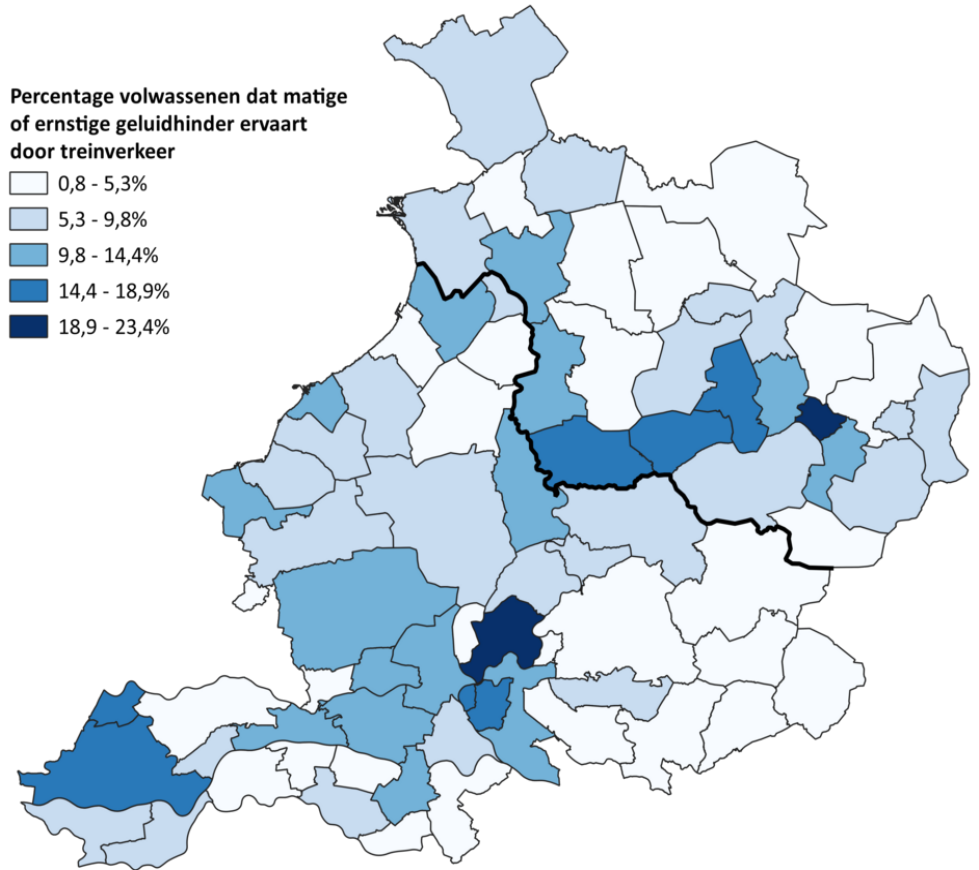 Percentage volwassenen dat matige
of ernstige geluidhinder ervaart
door treinverkeer
0,8 - 5,3%
5,3 - 9,8%
9,8 - 14,4%
14,4 - 18,9%
18,9 - 23,4%